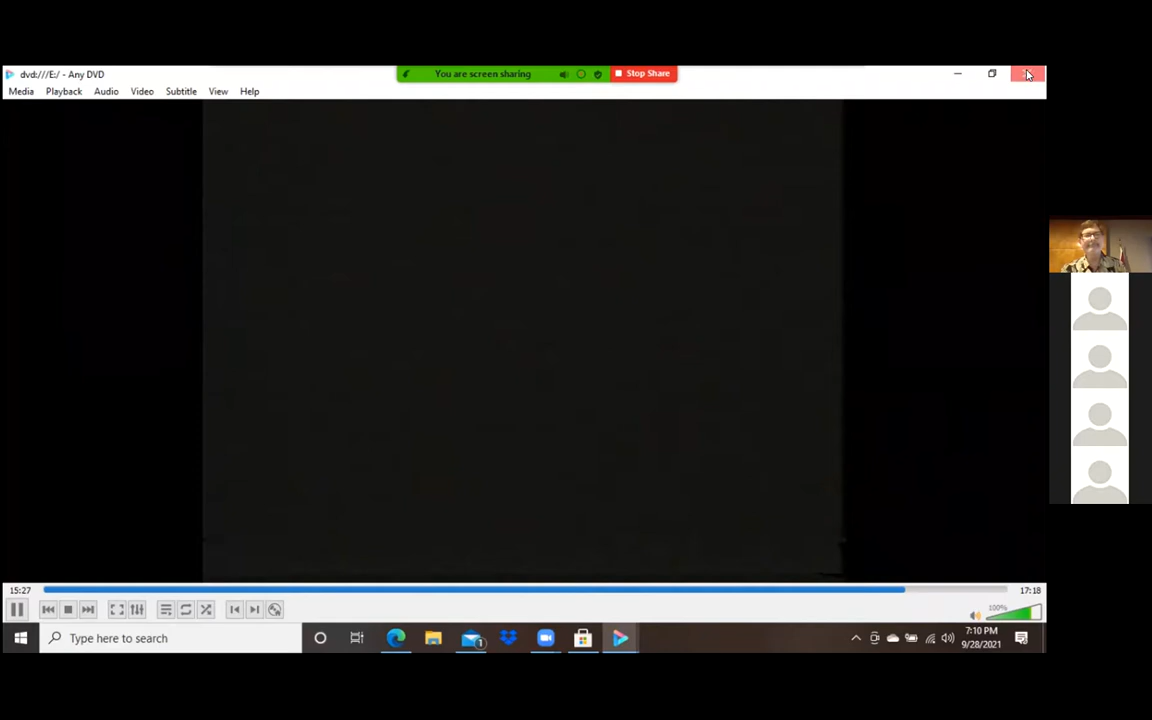 dvd:///E:/ - Any DVD
You are screen sharing
Stop Share
Media Playback Audio Video Subtitle View Help
15:27
17:18
100%
Type here to search
1
7:10 PM
9/28/2021